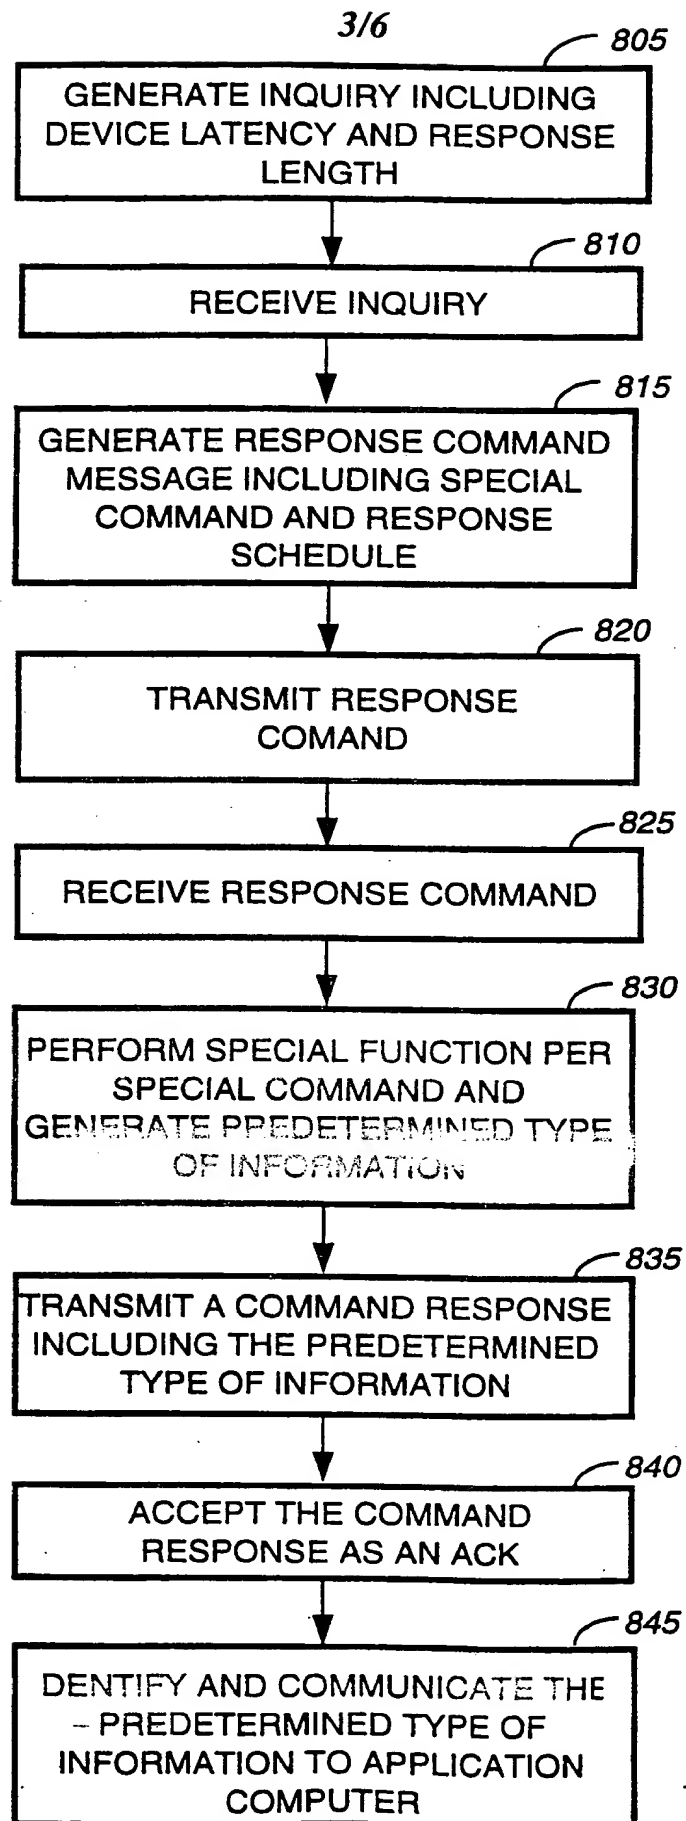 3/6
805
GENERATE INQUIRY INCLUDING
DEVICE LATENCY AND RESPONSE
LENGTH
810
RECEIVE INQUIRY
815
GENERATE RESPONSE COMMAND
MESSAGE INCLUDING SPECIAL
COMMAND AND RESPONSE
SCHEDULE
820
TRANSMIT RESPONSE
COMAND
825
RECEIVE RESPONSE COMMAND
830
PERFORM SPECIAL FUNCTION PER
SPECIAL COMMAND AND
GENERATE PREDETERMINED TYPE
OF INFORMATION
835
TRANSMIT A COMMAND RESPONSE
INCLUDING THE PREDETERMINED
TYPE OF INFORMATION
840
ACCEPT THE COMMAND
RESPONSE AS AN ACK
845
DENTIFY AND COMMUNICATE THE
PREDETERMINED TYPE OF
INFORMATION TO APPLICATION
COMPUTER